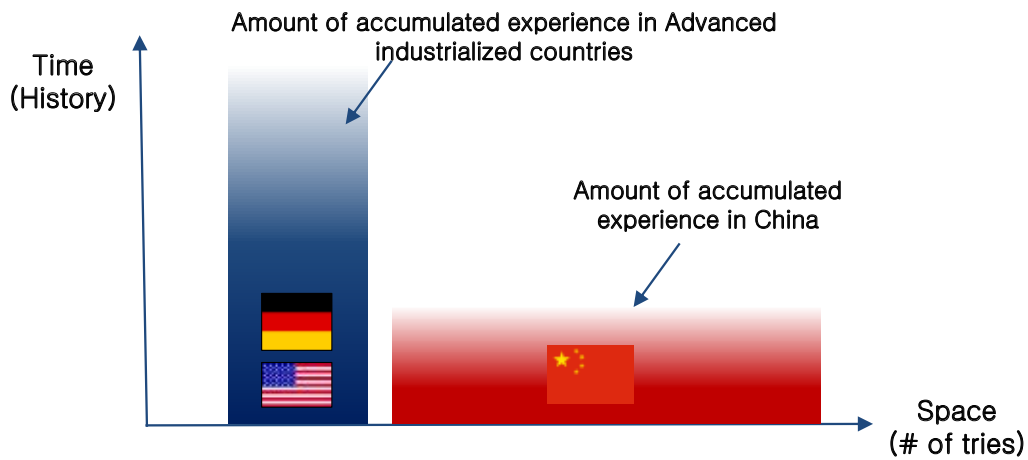 Amount of accumulated experience in Advanced
industrialized countries
Time
(History)
Amount of accumulated
experience in China
Space
(# of tries)